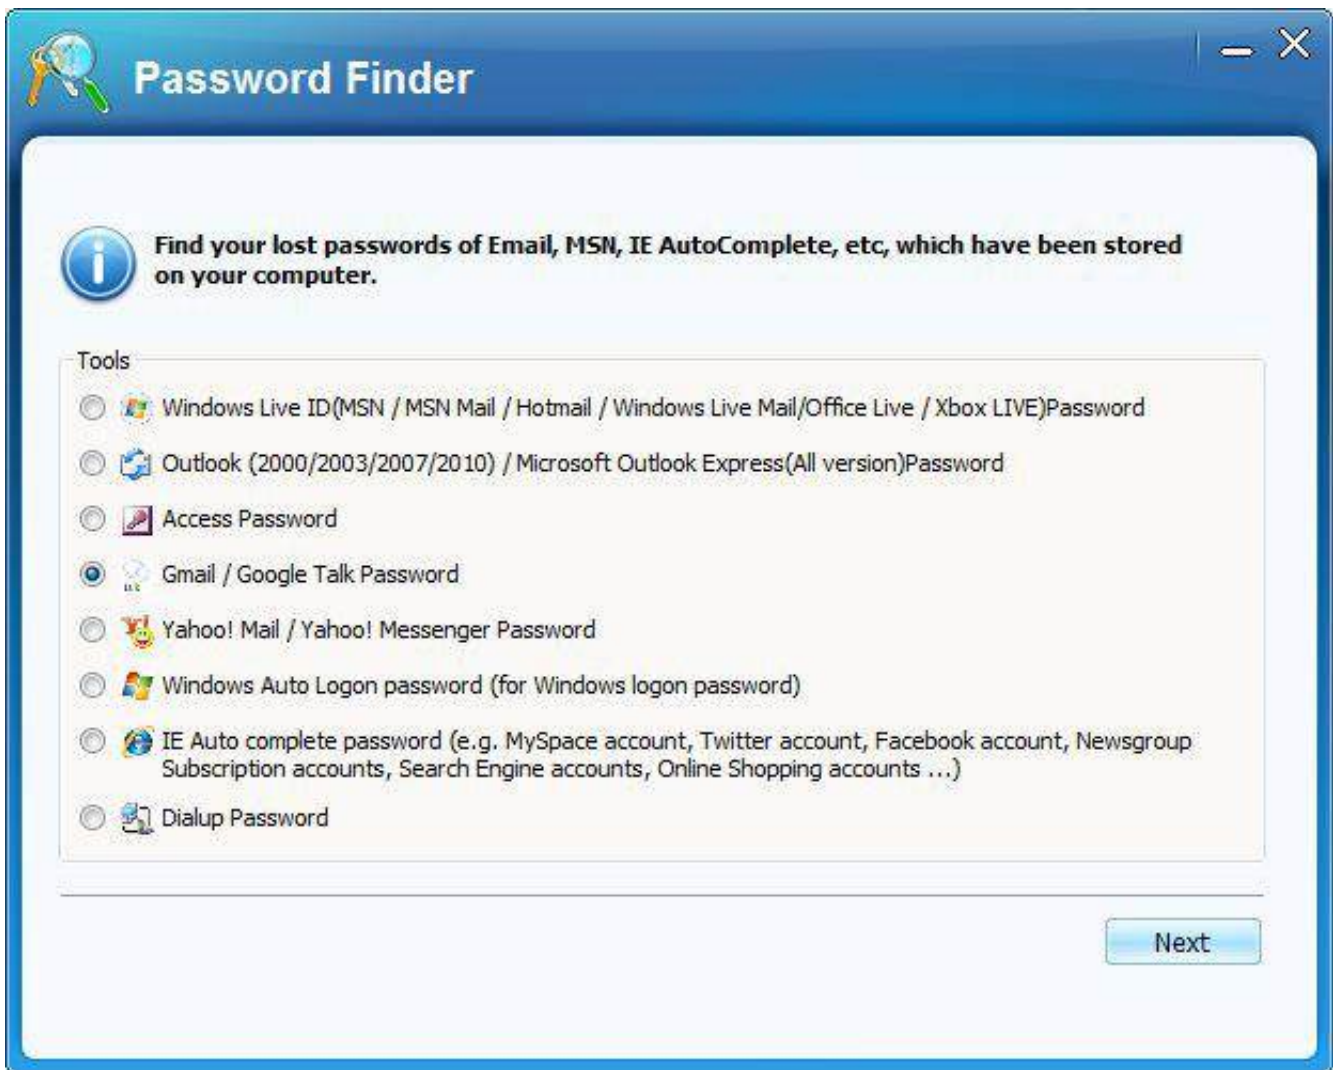 Password Finder
Find your lost passwords of Email, MSN, IE AutoComplete, etc, which have been stored
on your computer.
Tools
Windows Live ID(MSN / MSN Mail / Hotmail / Windows Live Mail/Office Live / Xbox LIVE)Password
Outlook (2000/2003/2007/2010) / Microsoft Outlook Express(All version)Password
Access Password
Gmail / Google Talk Password
Yahoo! Mail / Yahoo! Messenger Password
Windows Auto Logon password (for Windows logon password)
IE Auto complete password (e.g. MySpace account, Twitter account, Facebook account, Newsgroup
Subscription accounts, Search Engine accounts, Online Shopping accounts ...)
Dialup Password
Next